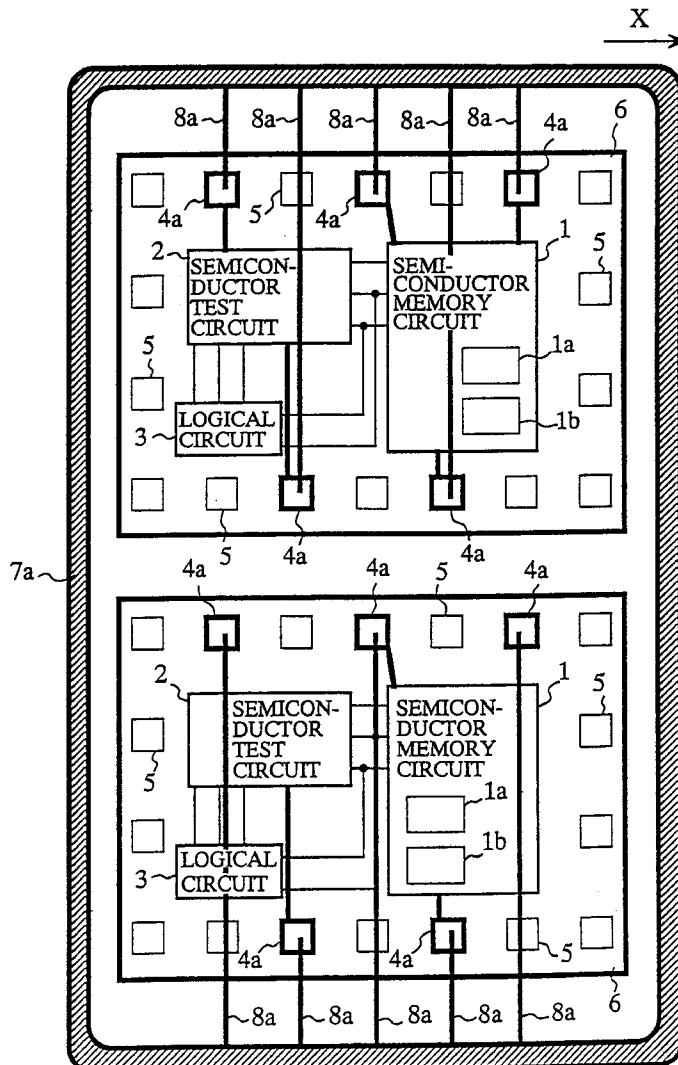 X
8a 8a 8a 8a 8a 6
4a
4a 5 4a
2 1
SEMICON-
DUCTOR
TEST
CIRCUIT
SEMI-
CONDUCTOR
MEMORY
CIRCUIT
5
1a
5
1b
LOGICAL
CIRCUIT
3
5 4a 4a
7a
4a 4a 5 4a
2 1
SEMICON-
DUCTOR
TEST
CIRCUIT
SEMICON-
DUCTOR
MEMORY
CIRCUIT
5
5
1a
1b
LOGICAL
CIRCUIT
3
4a 4a 5
6
8a 8a 8a 8a 8a